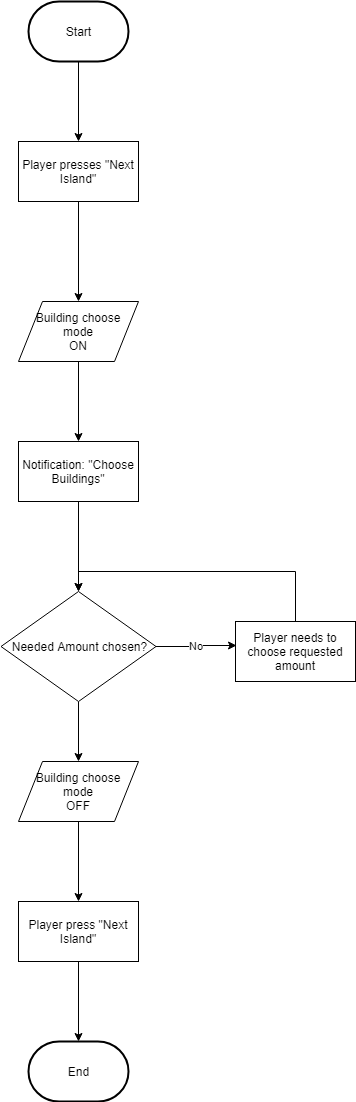 Start
Player presses "Next
Island"
Building choose
mode
ON
Notification: "Choose
Buildings"
Needed Amount chosen?
No
Player needs to
choose requested
amount
Building choose
mode
OFF
Player press "Next
Island"
End